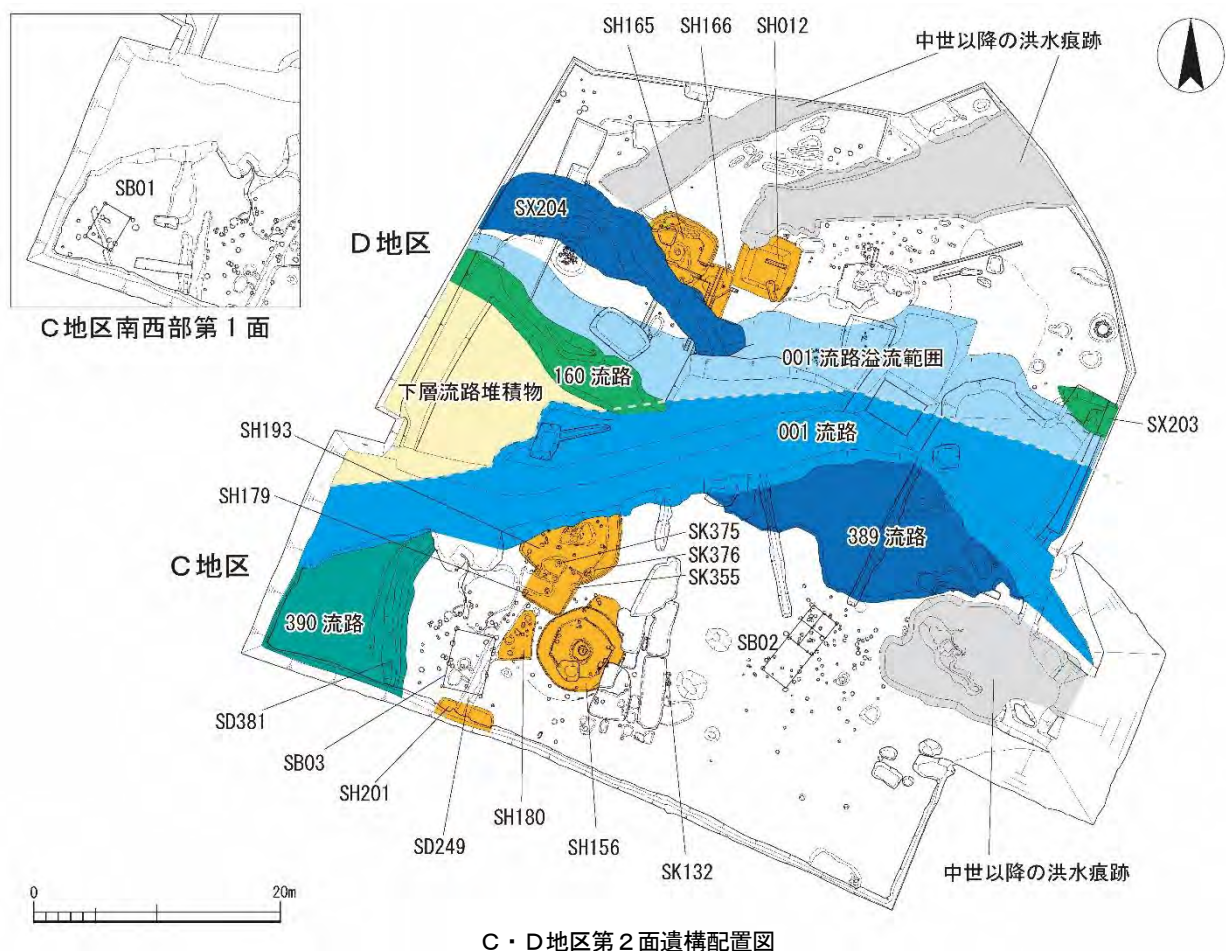 SB01
C地区南西部第1面
SH165
SH166
SH012
中世以降の洪水痕跡
D地区
SX204
001 流路溢流範囲
160 流路
下層流路堆積物
SX203
SH193
001 流路
SH179
C地区
SK375
SK376
SK355
389 流路
390 流路
SB02
SD381
SB03
SH201
SD249
SH180
SH156
SK132
中世以降の洪水痕跡
0
20m
C・D地区第2面遺構配置図